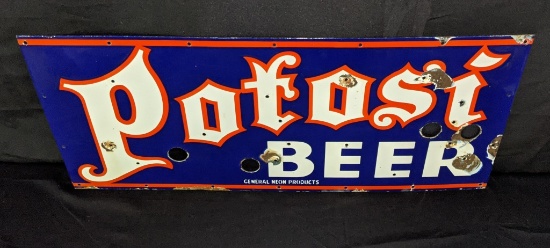 Potosi
BEER
GENERAL NEON PRODUCTS